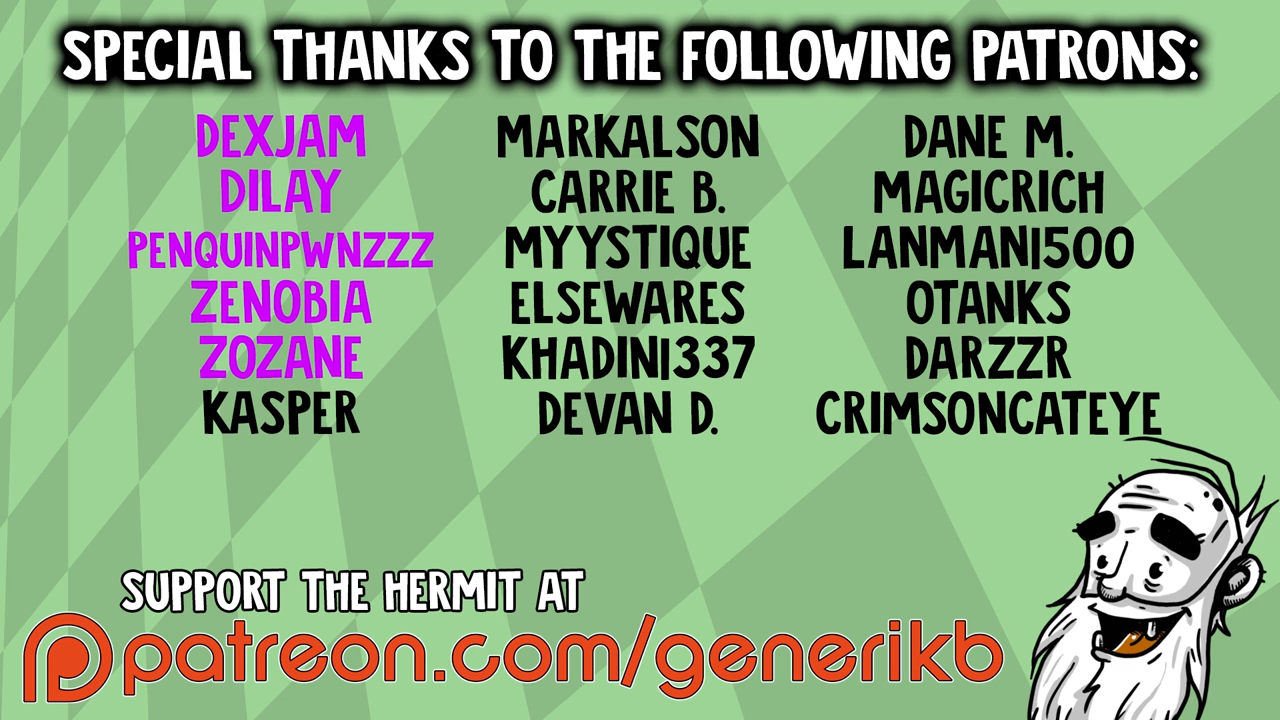 SPECIAL THANKS TO THE FOLLOWING PATRONS:
DEXJAM
DILAY
PENQUINPWNZZZ
ZENOBIA
ZOZANE
KASPER
MARKALSON
CARRIE B.
MYYSTIQUE
ELSEWARES
KHADIN1337
DEVAN D.
DANE M.
MAGICRICH
LANMAN1500
OTANKS
DARZZR
CRIMSONCATEYE
SUPPORT THE HERMIT AT
patreon.com/generikb